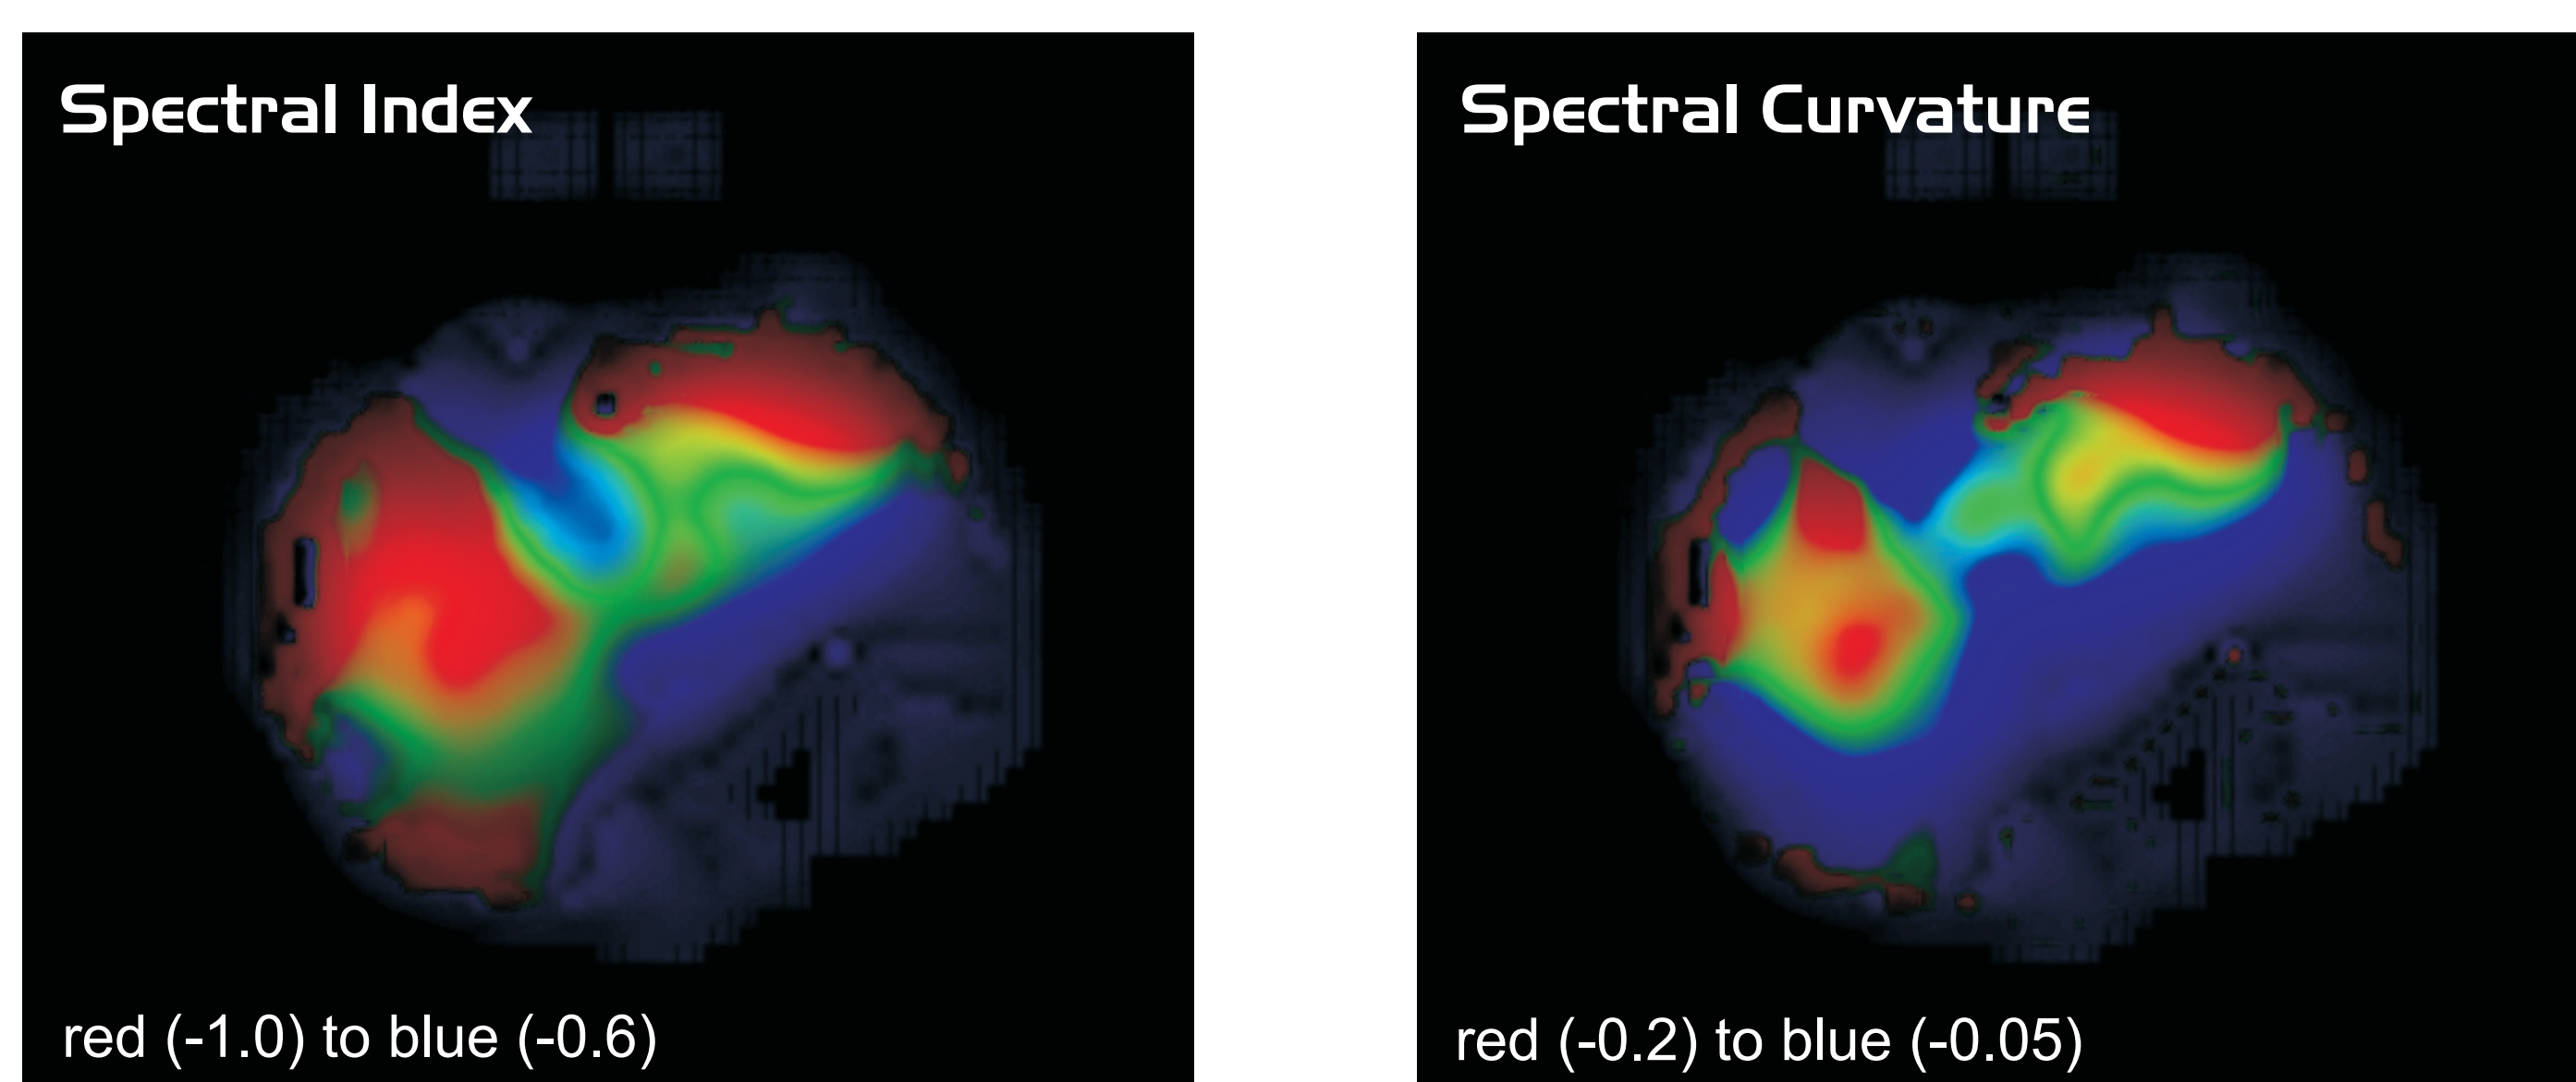 Spectral Index
Spectral Curvature
red (-1.0) to blue (-0.6)
red (-0.2) to blue (-0.05)